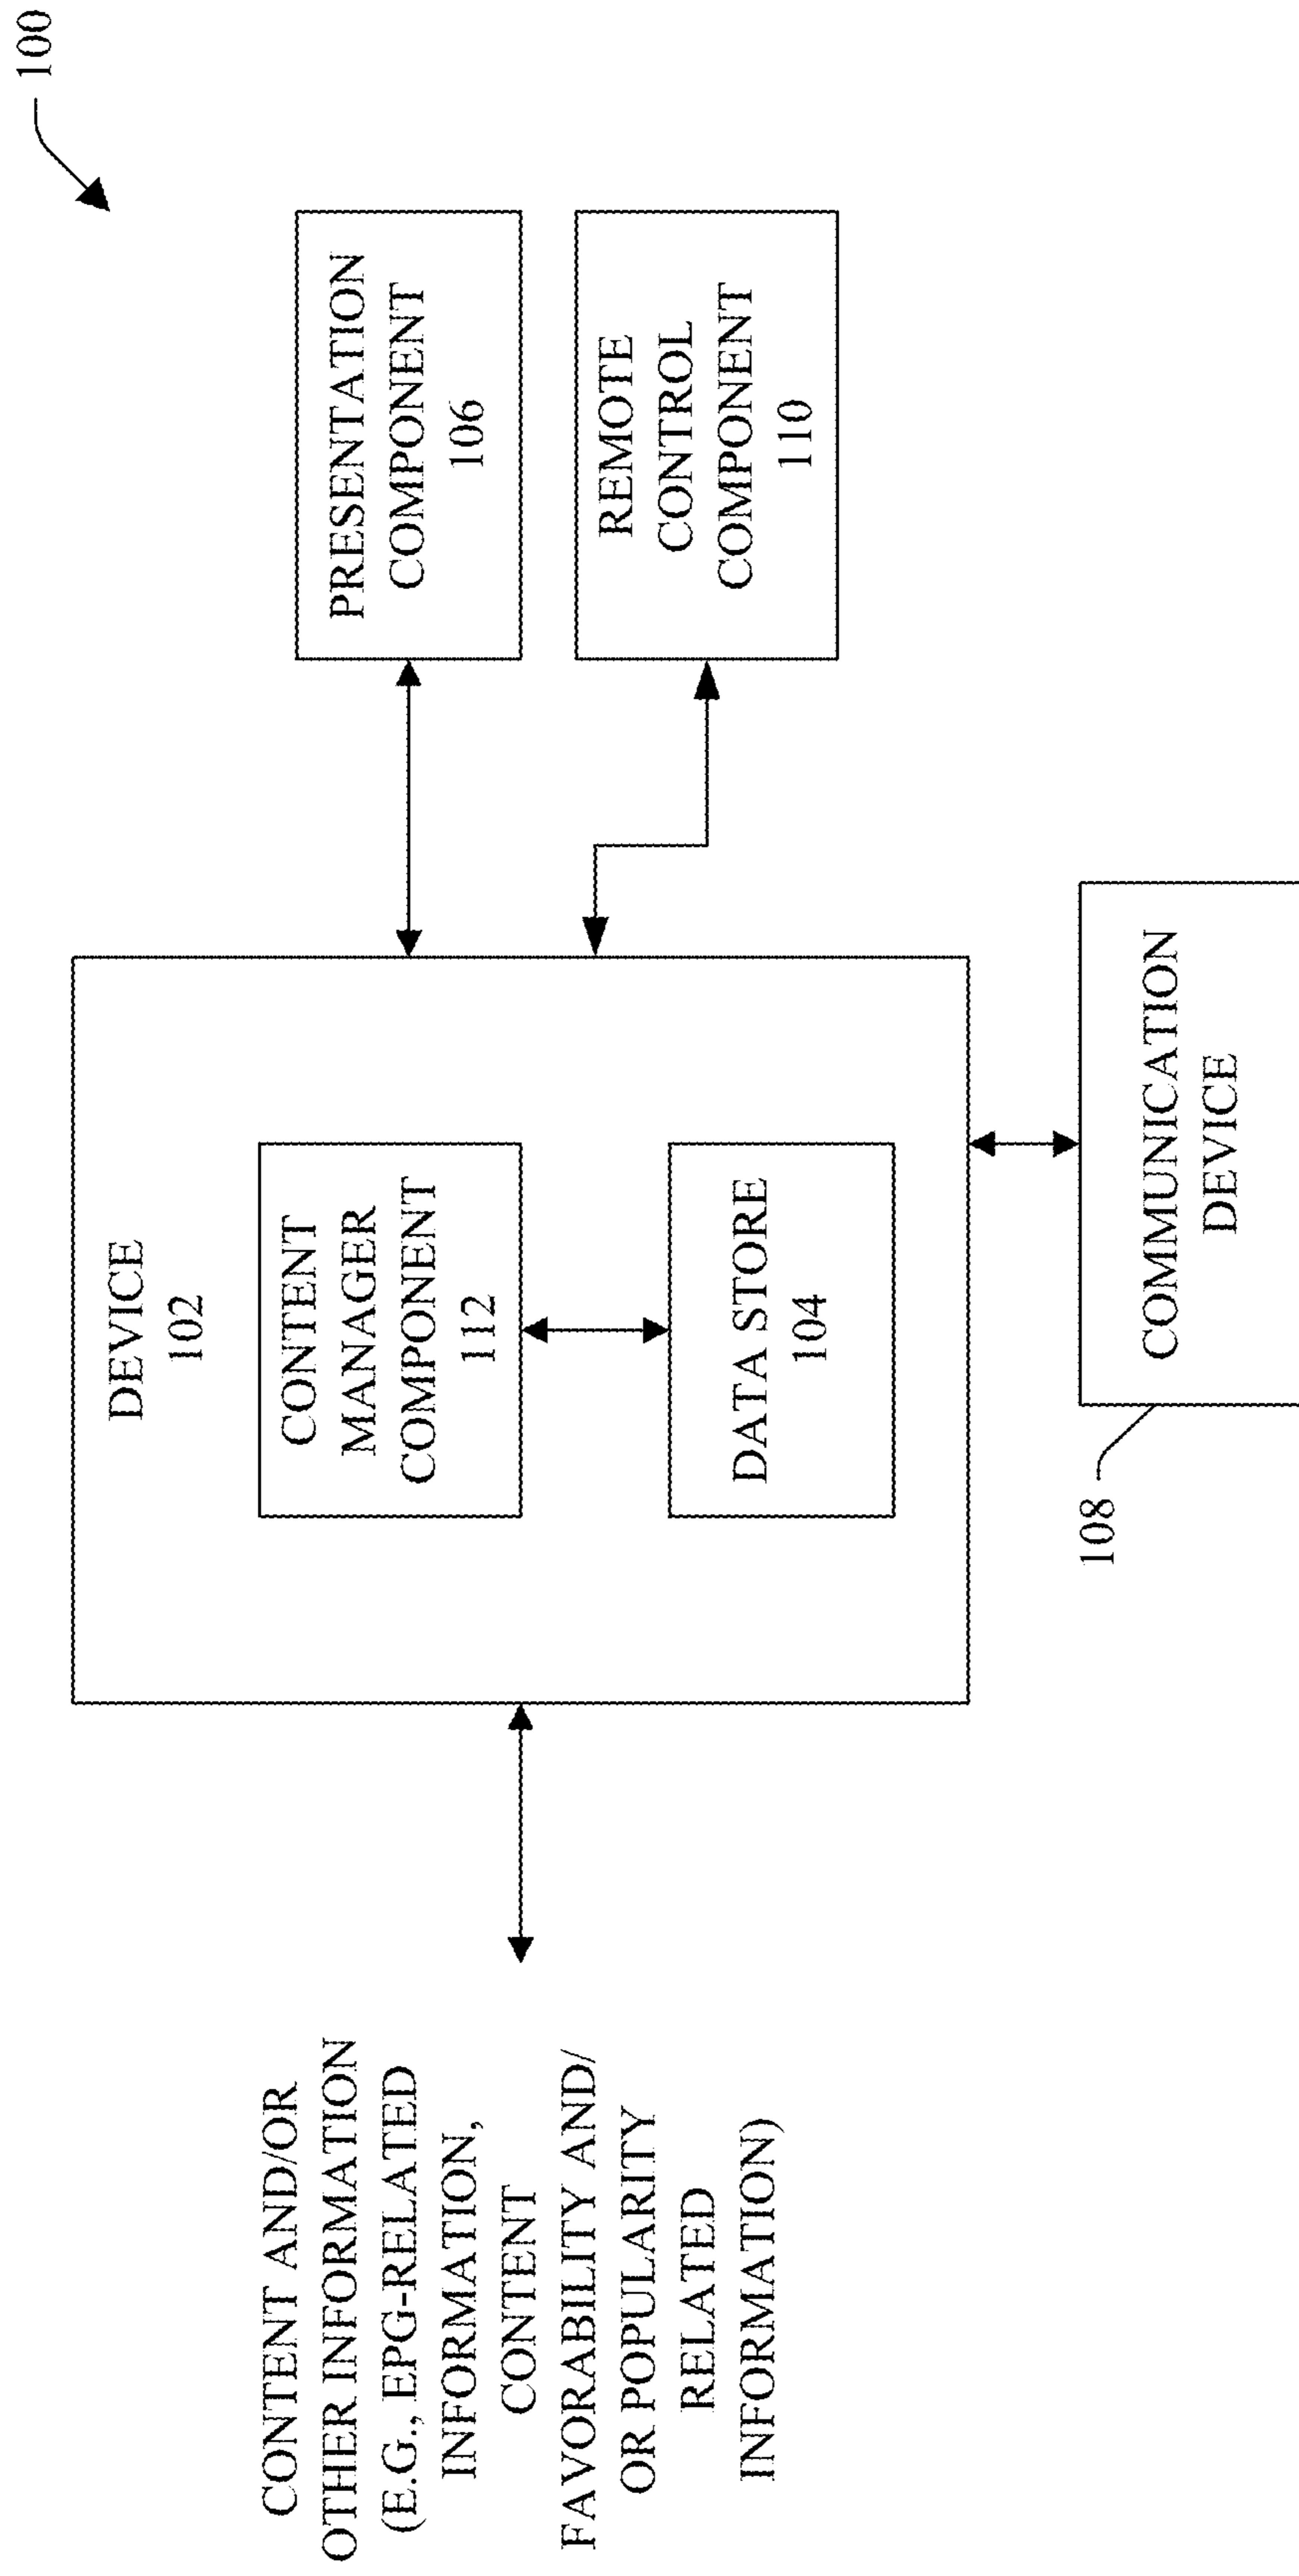 100
CONTENT AND/OR
OTHER INFORMATION
(E.G., EPG-RELATED
INFORMATION,
CONTENT
FAVORABILITY AND/
OR POPULARITY
RELATED
INFORMATION)
DEVICE
102
CONTENT
MANAGER
COMPONENT
112
DATA STORE
104
PRESENTATION
COMPONENT
106
REMOTE
CONTROL
COMPONENT
110
108
COMMUNICATION
DEVICE